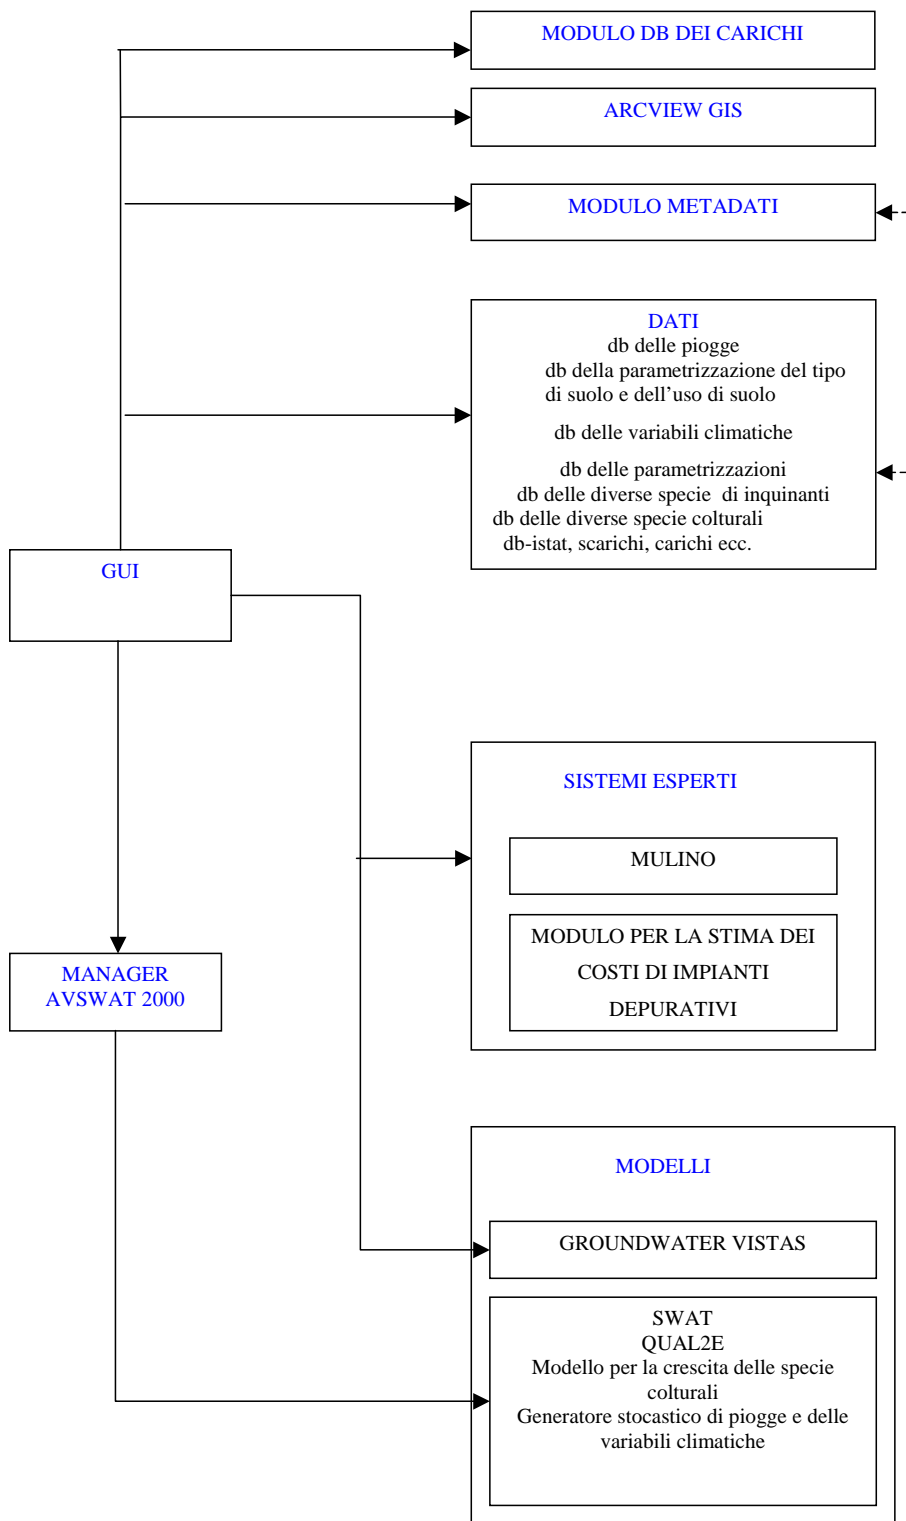 MODULO DB DEI CARICHI
ARCVIEW GIS
MODULO METADATI
DATI
db delle piogge
db della parametrizzazione del tipo
di suolo e dell'uso di suolo
db delle variabili climatiche
db delle parametrizzazioni
db delle diverse specie di inquinanti
db delle diverse specie colturali
db-istat, scarichi, carichi ecc.
GUI
SISTEMI ESPERTI
MULINO
MODULO PER LA STIMA DEI
COSTI DI IMPIANTI
DEPURATIVI
MANAGER
AVSWAT 2000
MODELLI
GROUNDWATER VISTAS
SWAT
QUAL2E
Modello per la crescita delle specie
colturali
Generatore stocastico di piogge e delle
variabili climatiche